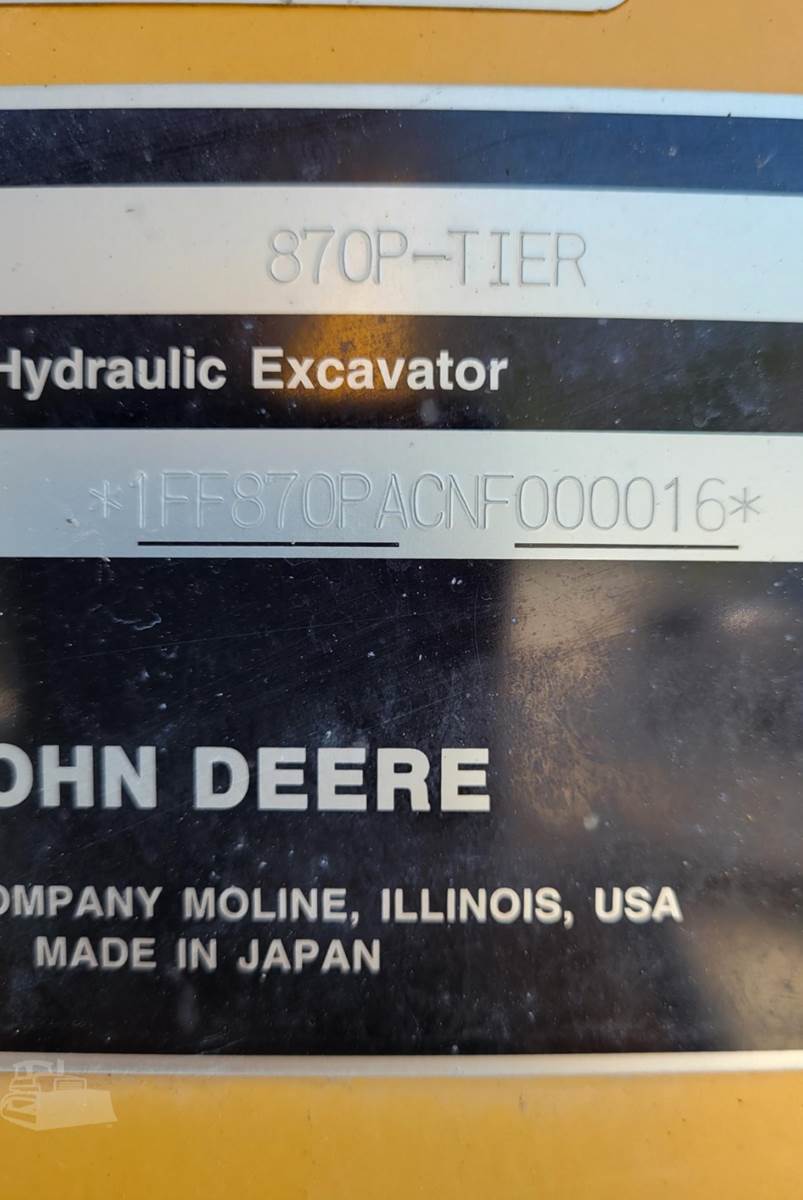 870P-TIER
Hydraulic Excavator
*1FF870PACNF000016*
OHN DEERE
OMPANY MOLINE, ILLINOIS, USA
MADE IN JAPAN